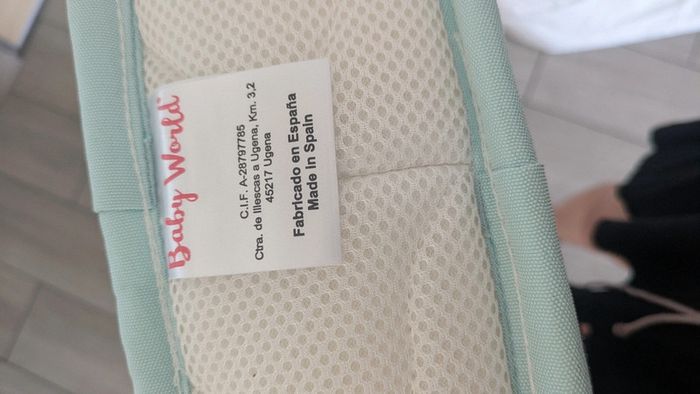 Baby World
C.I.F. A-28797785
Ctra. de Illescas a Ugena, Km. 3,2
45217 Ugena
Fabricado en España
Made in Spain